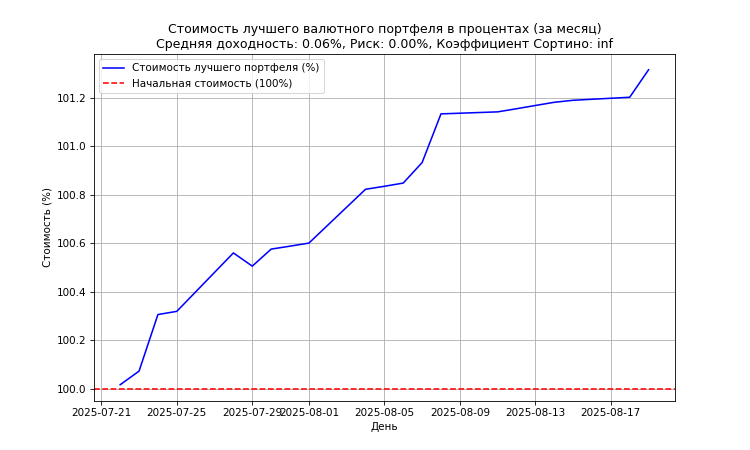 Стоимость лучшего валютного портфеля в процентах (за месяц)
Средняя доходность: 0.06%, Риск: 0.00%, Коэффициент Сортино: inf
Стоимость лучшего портфеля (%)
Начальная стоимость (100%)
Стоимость (%)
101.2
101.0
100.8
100.6
100.4
100.2
100.0
2025-07-21 2025-07-25 2025-07-29 2025-08-01 2025-08-05 2025-08-09 2025-08-13 2025-08-17
День